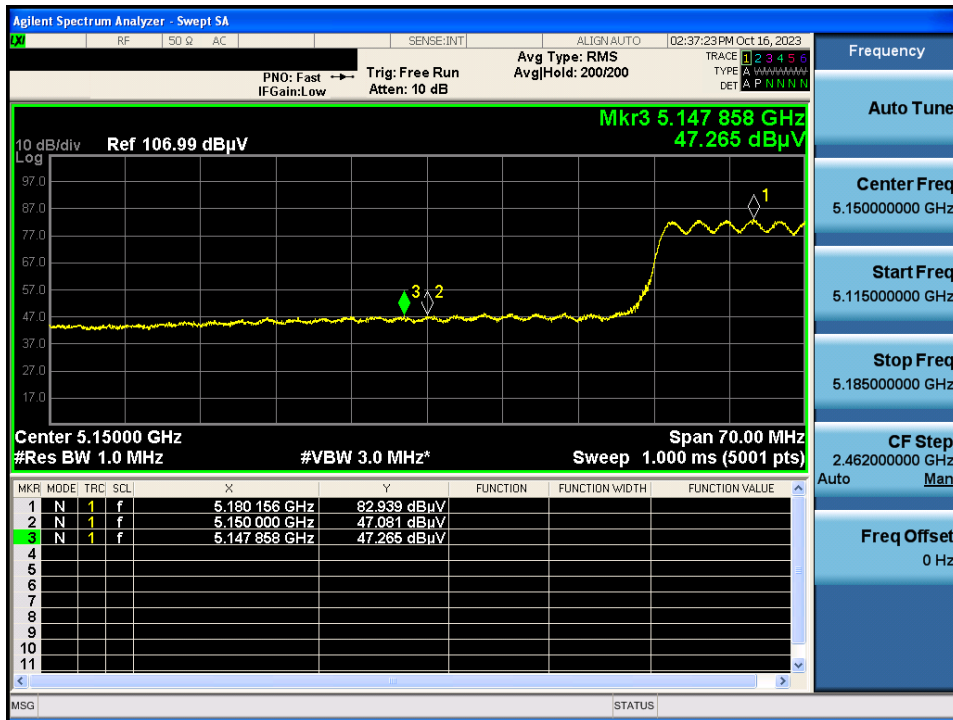 Agilent Spectrum Analyzer - Swept SA
LXI RF 50 Ω AC SENSE:INT ALIGNAUTO 02:37:23PM Oct 16, 2023
PNO: Fast IFGain:Low
Trig: Free Run
Atten: 10 dB
Avg Type: RMS
Avg|Hold: 200/200
TRACE 1 2 3 4 5 6
TYPE A WWWWW
DET A P N N N N
Mkr3 5.147 858 GHz
47.265 dBµV
10 dB/div Ref 106.99 dBµV
Log
97.0
87.0
77.0
67.0
57.0
47.0
37.0
27.0
17.0
1
3 2
Center 5.15000 GHz Span 70.00 MHz
#Res BW 1.0 MHz #VBW 3.0 MHz* Sweep 1.000 ms (5001 pts)
MKR MODE TRC SCL X Y FUNCTION FUNCTION WIDTH FUNCTION VALUE
1 N 1 f 5.180 156 GHz 82.939 dBµV
2 N 1 f 5.150 000 GHz 47.081 dBµV
3 N 1 f 5.147 858 GHz 47.265 dBµV
4
5
6
7
8
9
10
11
MSG STATUS
Frequency
Auto Tune
Center Freq
5.150000000 GHz
Start Freq
5.115000000 GHz
Stop Freq
5.185000000 GHz
CF Step
2.462000000 GHz
Auto Man
Freq Offset
0 Hz